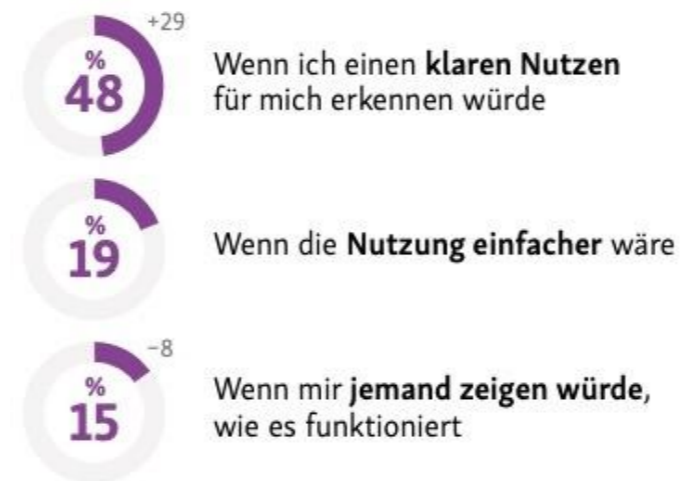 +29
%
48
Wenn ich einen klaren Nutzen
für mich erkennen würde
%
19
Wenn die Nutzung einfacher wäre
−8
%
15
Wenn mir jemand zeigen würde,
wie es funktioniert